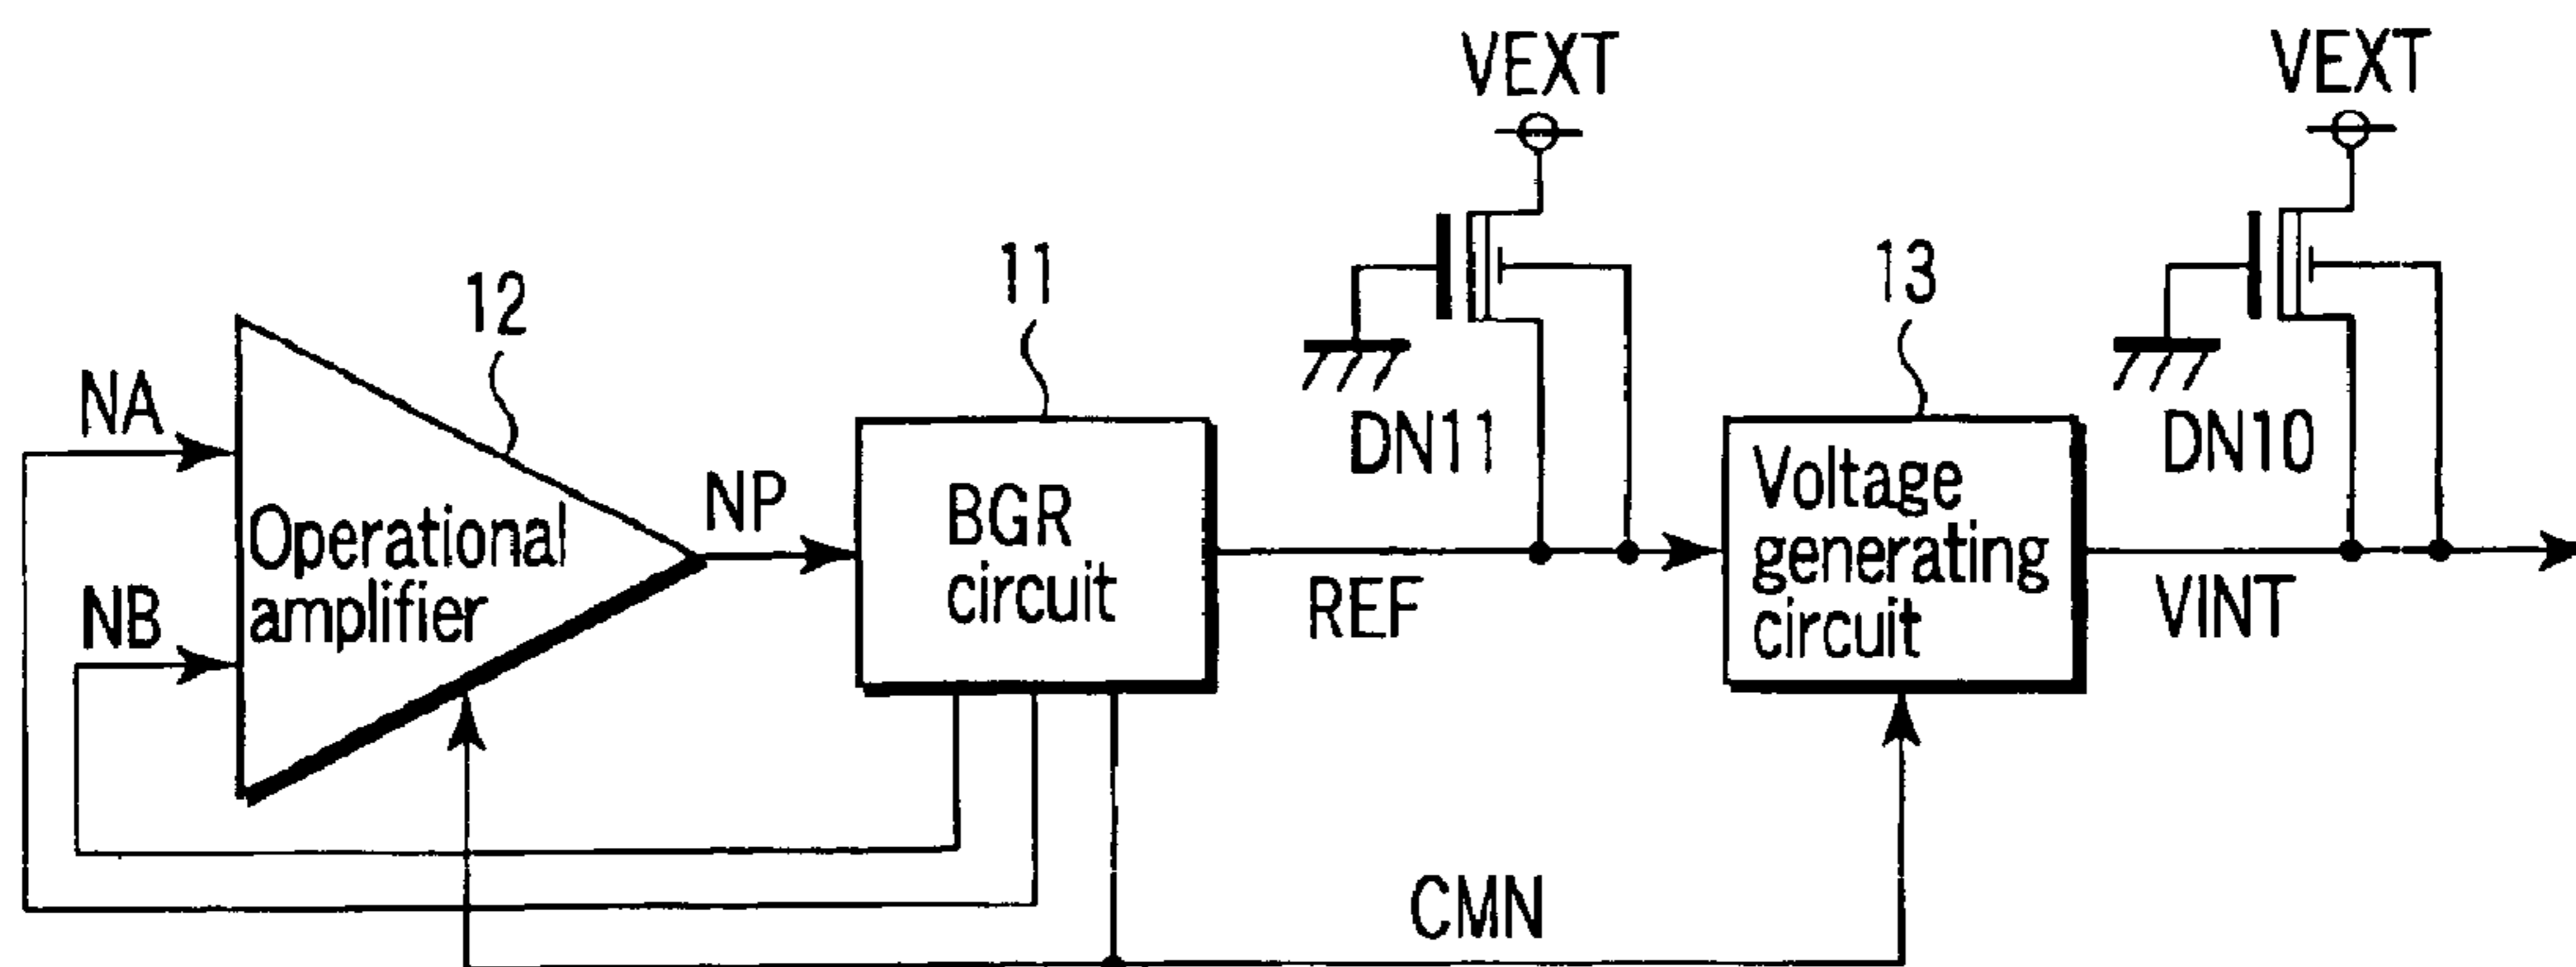 VEXT
VEXT
12
11
13
NA
NB
Operational
amplifier
NP
BGR
circuit
DN11
REF
Voltage
generating
circuit
DN10
VINT
CMN